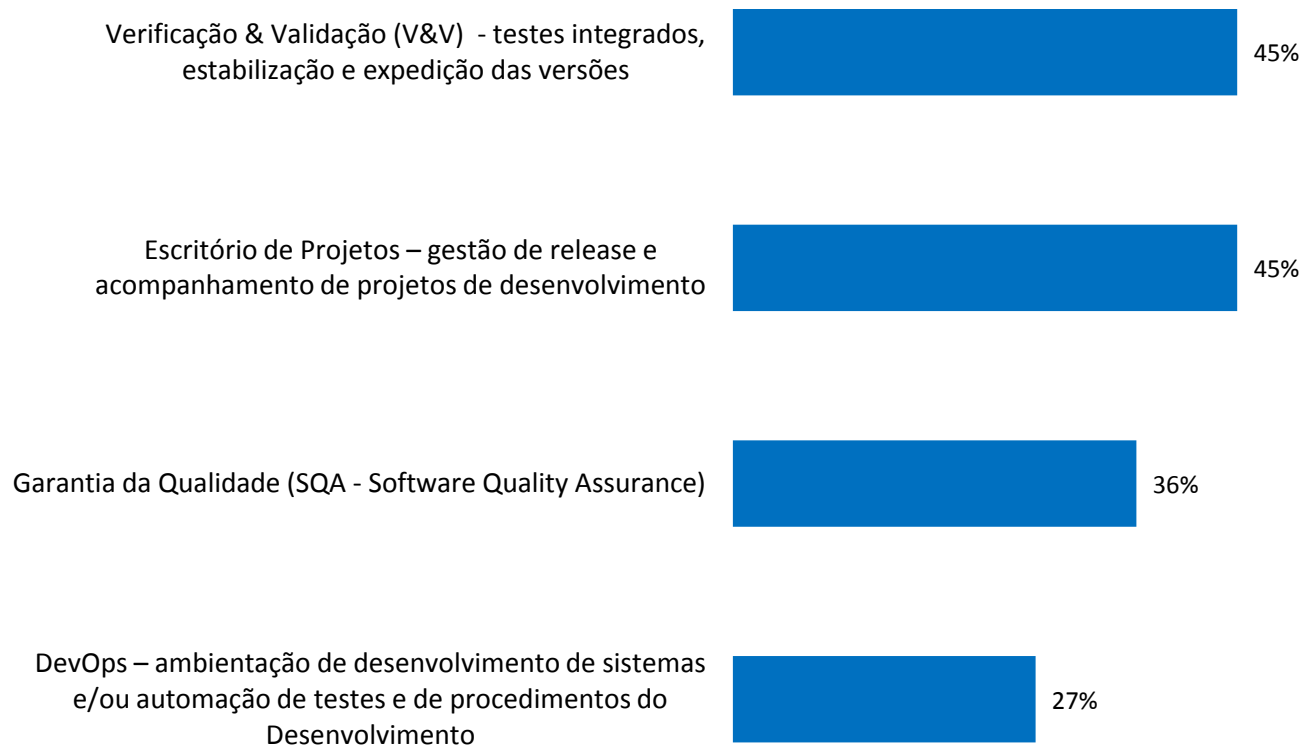 Verificação & Validação (V&V)  - testes integrados,
estabilização e expedição das versões
45%
Escritório de Projetos – gestão de release e
acompanhamento de projetos de desenvolvimento
45%
Garantia da Qualidade (SQA - Software Quality Assurance)
36%
DevOps – ambientação de desenvolvimento de sistemas
e/ou automação de testes e de procedimentos do
Desenvolvimento
27%